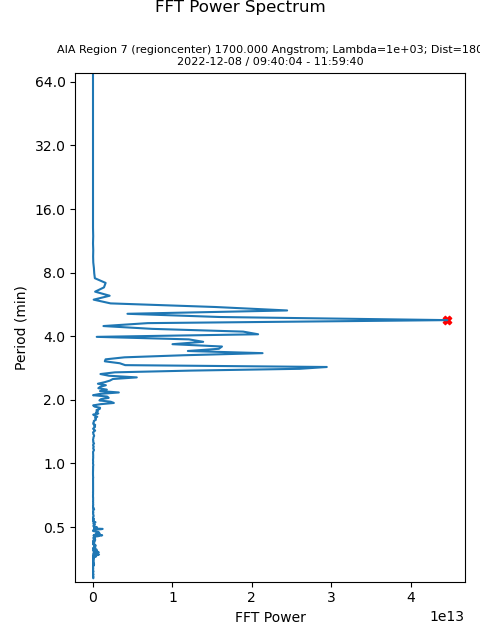 FFT Power Spectrum
AIA Region 7 (regioncenter) 1700.000 Angstrom; Lambda=1e+03; Dist=180
2022-12-08 / 09:40:04 - 11:59:40
64.0
32.0
16.0
8.0
4.0
2.0
1.0
0.5
Period (min)
0 1 2 3 4
1e13
FFT Power